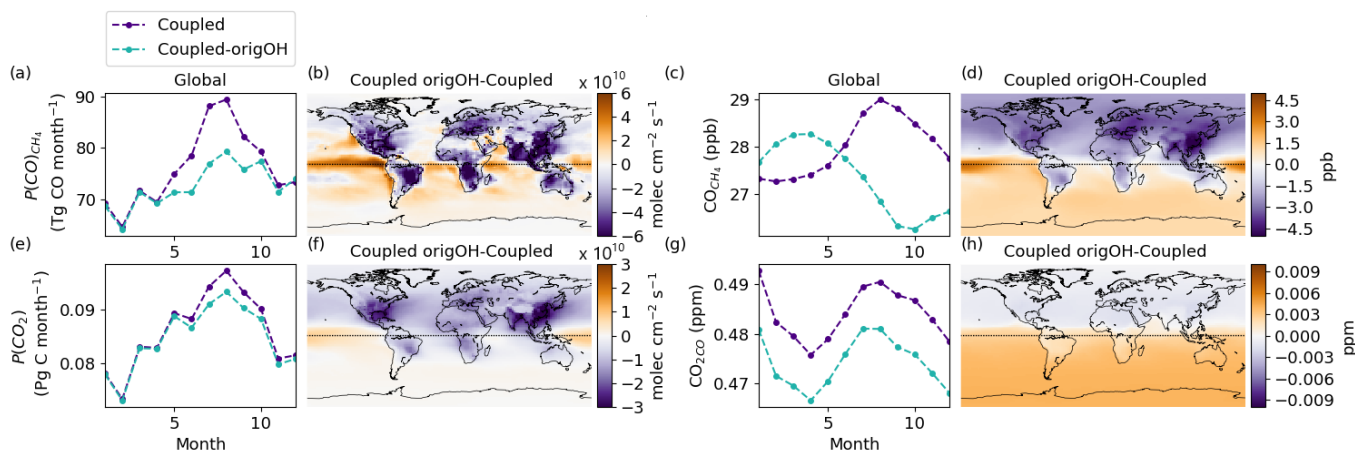 Coupled
Coupled-origOH
(a)
Global
90
80
70
P(CO)CH₄
(Tg CO month⁻¹)
5
10
(b)
Coupled origOH-Coupled
x 10¹⁰
6
4
2
0
−2
−4
−6
molec cm⁻² s⁻¹
(c)
Global
29
28
27
CO_CH₄ (ppb)
5
10
(d)
Coupled origOH-Coupled
4.5
3.0
1.5
0.0
−1.5
−3.0
−4.5
ppb
(e)
0.09
0.08
P(CO₂)
(Pg C month⁻¹)
5
10
Month
(f)
Coupled origOH-Coupled
x 10¹⁰
3
2
1
0
−1
−2
−3
molec cm⁻² s⁻¹
(g)
0.49
0.48
0.47
CO₂CO (ppm)
5
10
Month
(h)
Coupled origOH-Coupled
0.009
0.006
0.003
0.000
−0.003
−0.006
−0.009
ppm